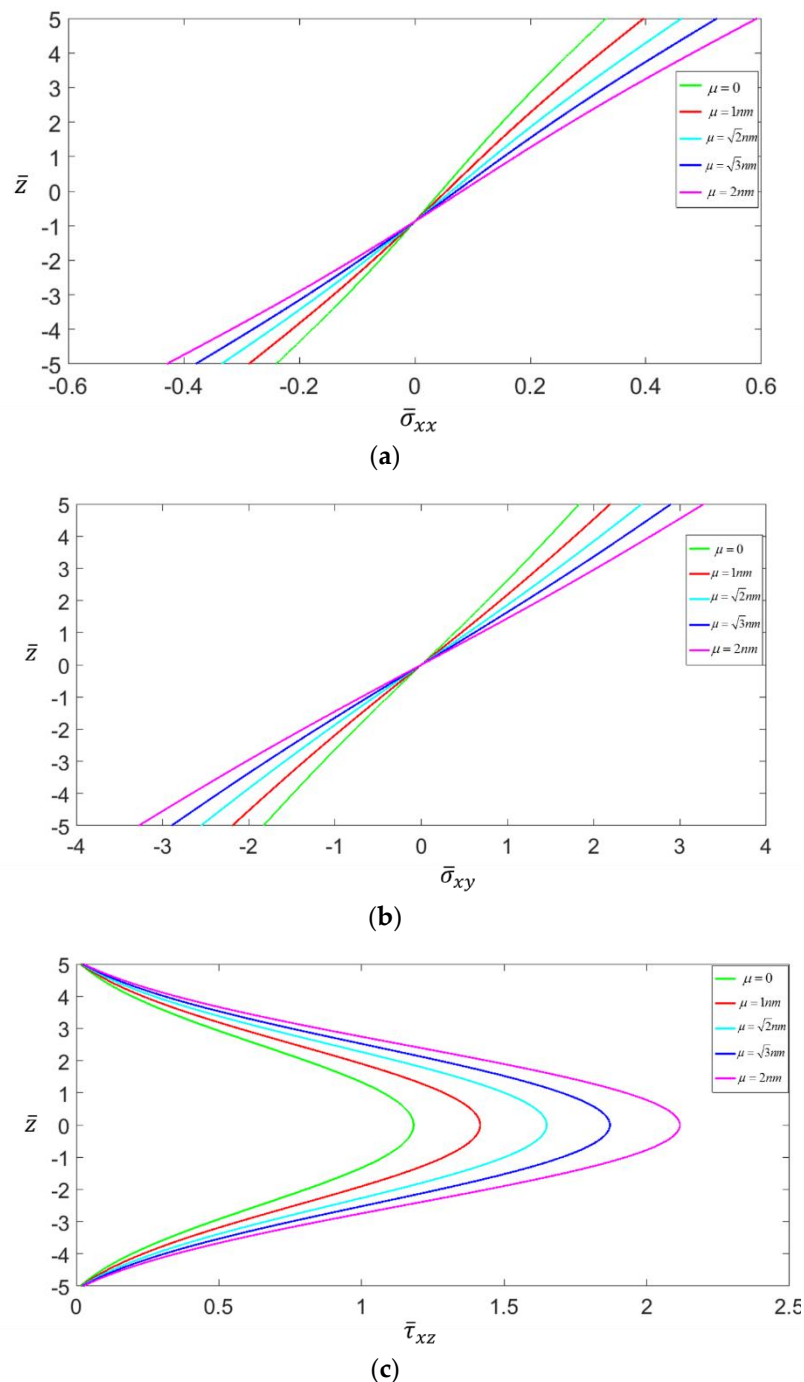 5
4
3
2
1
0
-1
-2
-3
-4
-5
z̄
-0.6
-0.4
-0.2
0
0.2
0.4
0.6
σ̄xx
μ = 0
μ = 1nm
μ = √2nm
μ = √3nm
μ = 2nm
(a)
5
4
3
2
1
0
-1
-2
-3
-4
-5
z̄
-4
-3
-2
-1
0
1
2
3
4
σ̄xy
μ = 0
μ = 1nm
μ = √2nm
μ = √3nm
μ = 2nm
(b)
5
4
3
2
1
0
-1
-2
-3
-4
-5
z̄
0
0.5
1
1.5
2
2.5
τ̄xz
μ = 0
μ = 1nm
μ = √2nm
μ = √3nm
μ = 2nm
(c)